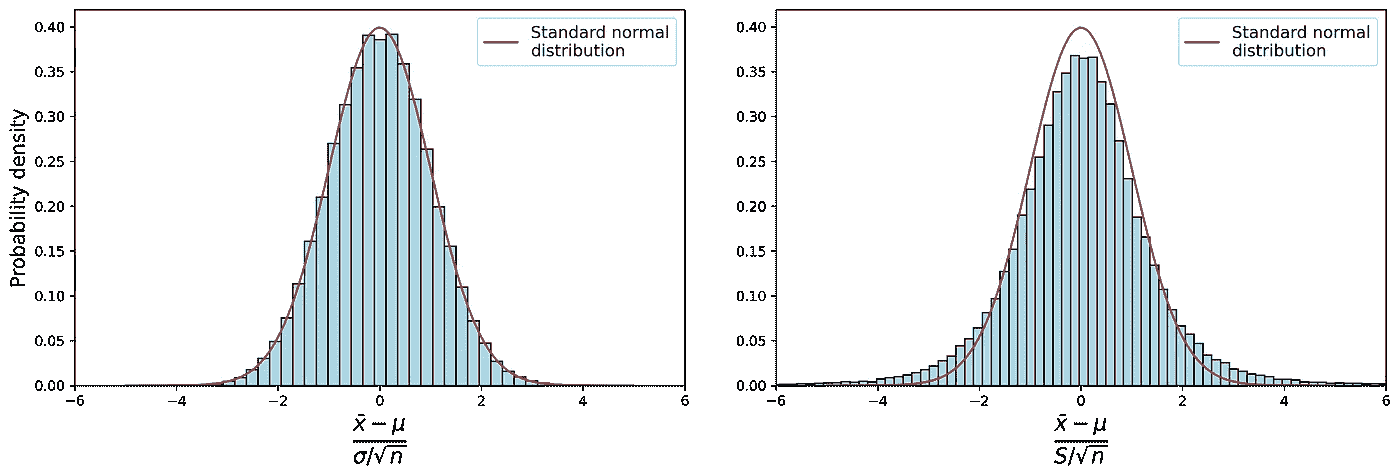 0.40
0.35
0.30
0.25
0.20
0.15
0.10
0.05
0.00
Probability density
−6 −4 −2 0 2 4 6
x̄ − μ
σ/√n
Standard normal
distribution
0.40
0.35
0.30
0.25
0.20
0.15
0.10
0.05
0.00
−6 −4 −2 0 2 4 6
x̄ − μ
S/√n
Standard normal
distribution